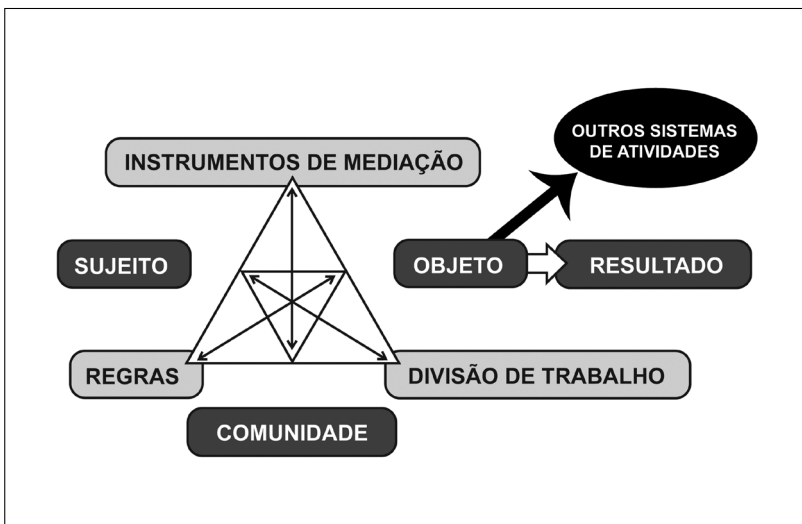 OUTROS SISTEMAS
DE ATIVIDADES
INSTRUMENTOS DE MEDIAÇÃO
SUJEITO
OBJETO
RESULTADO
REGRAS
DIVISÃO DE TRABALHO
COMUNIDADE